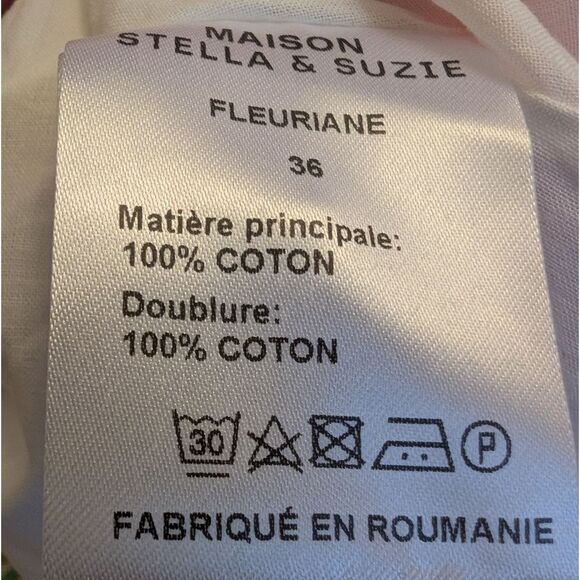 MAISON
STELLA & SUZIE
FLEURIANE
36
Matière principale:
100% COTON
Doublure:
100% COTON
30 P
FABRIQUÉ EN ROUMANIE